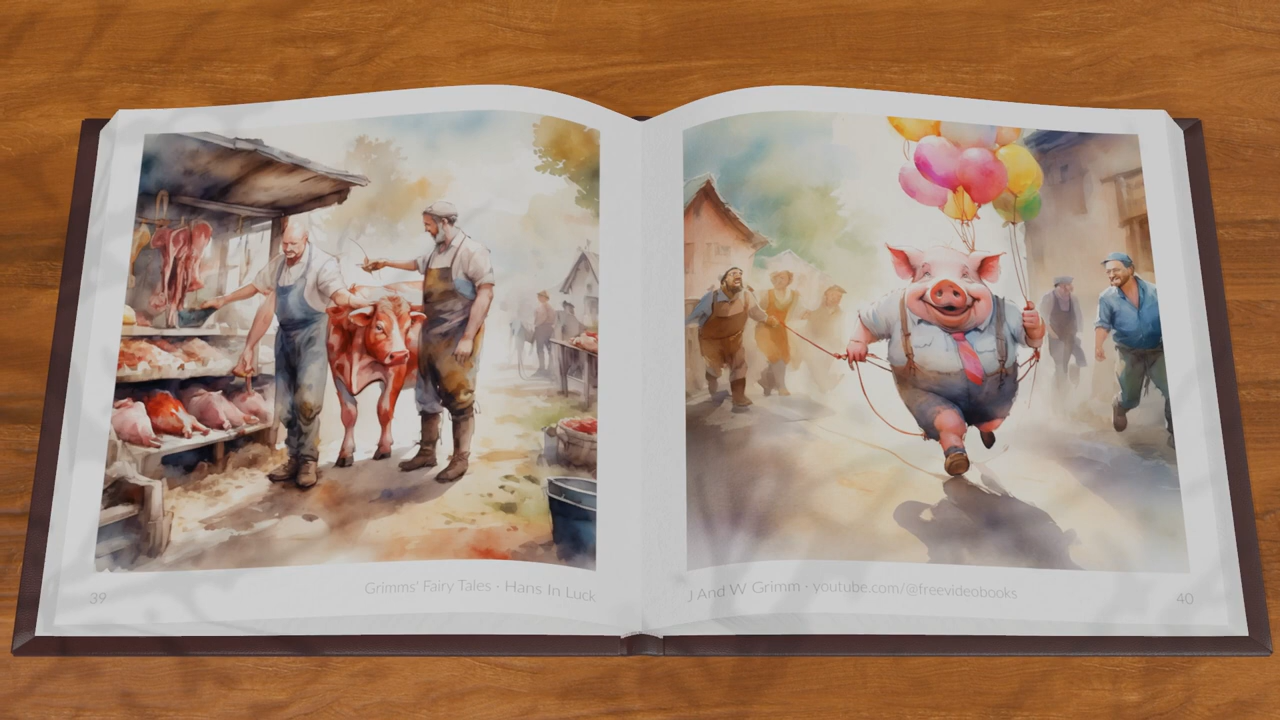 39
Grimms' Fairy Tales · Hans In Luck
J And W Grimm · youtube.com/@freevideobooks
40